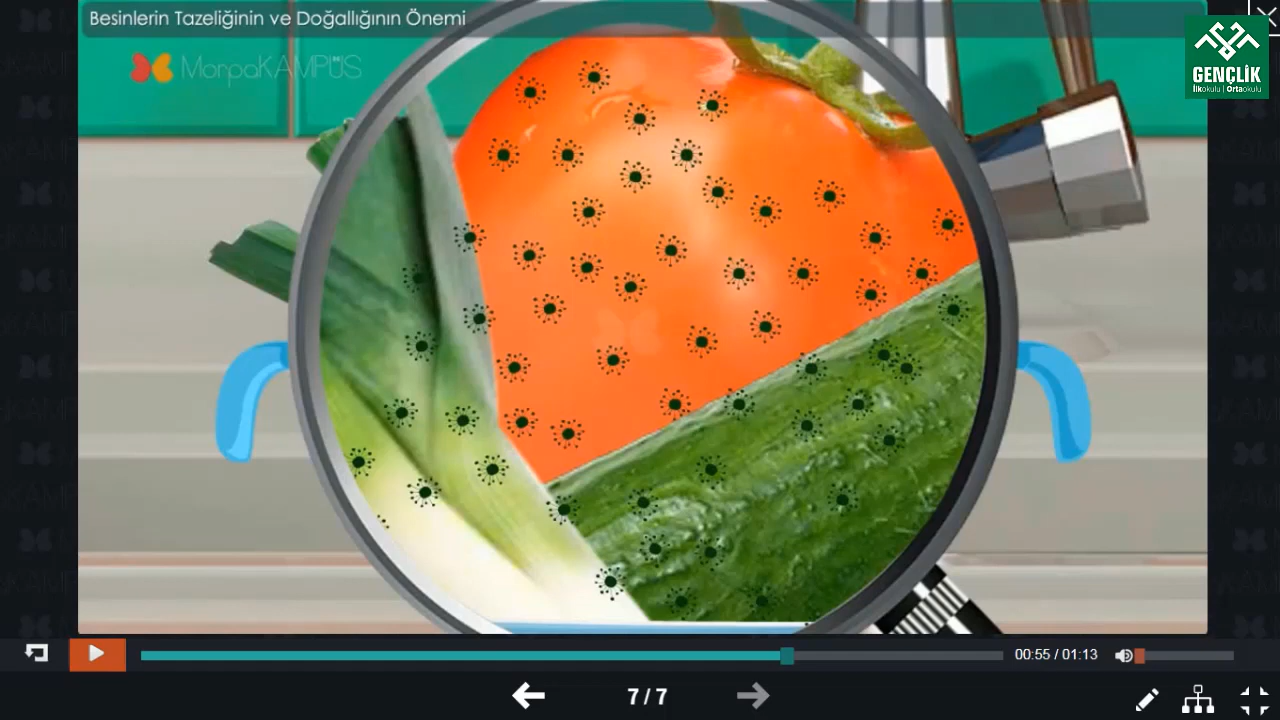 Besinlerin Tazeliğinin ve Doğallığının Önemi
MorpaKAMPÜS
GENÇLİK
İlkokulu | Ortaokulu
00:55 / 01:13
7 / 7